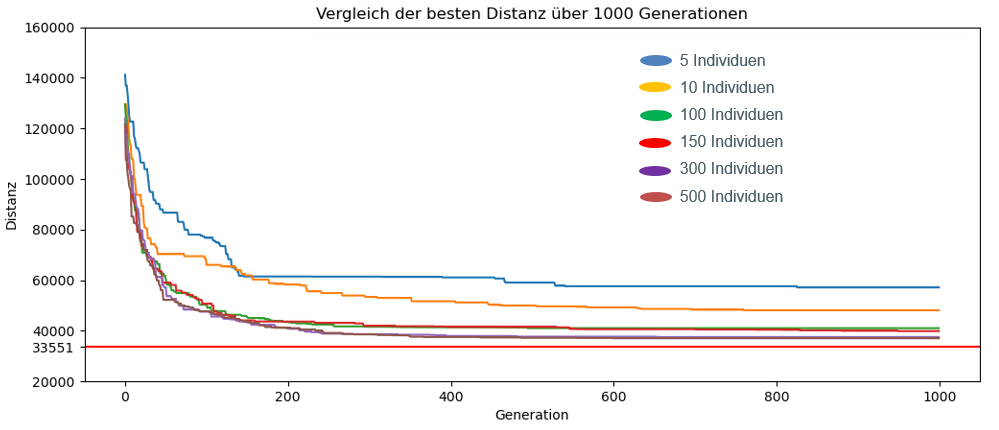 Vergleich der besten Distanz über 1000 Generationen
160000
140000
120000
100000
80000
60000
40000
33551
20000
Distanz
5 Individuen
10 Individuen
100 Individuen
150 Individuen
300 Individuen
500 Individuen
0
200
400
600
800
1000
Generation